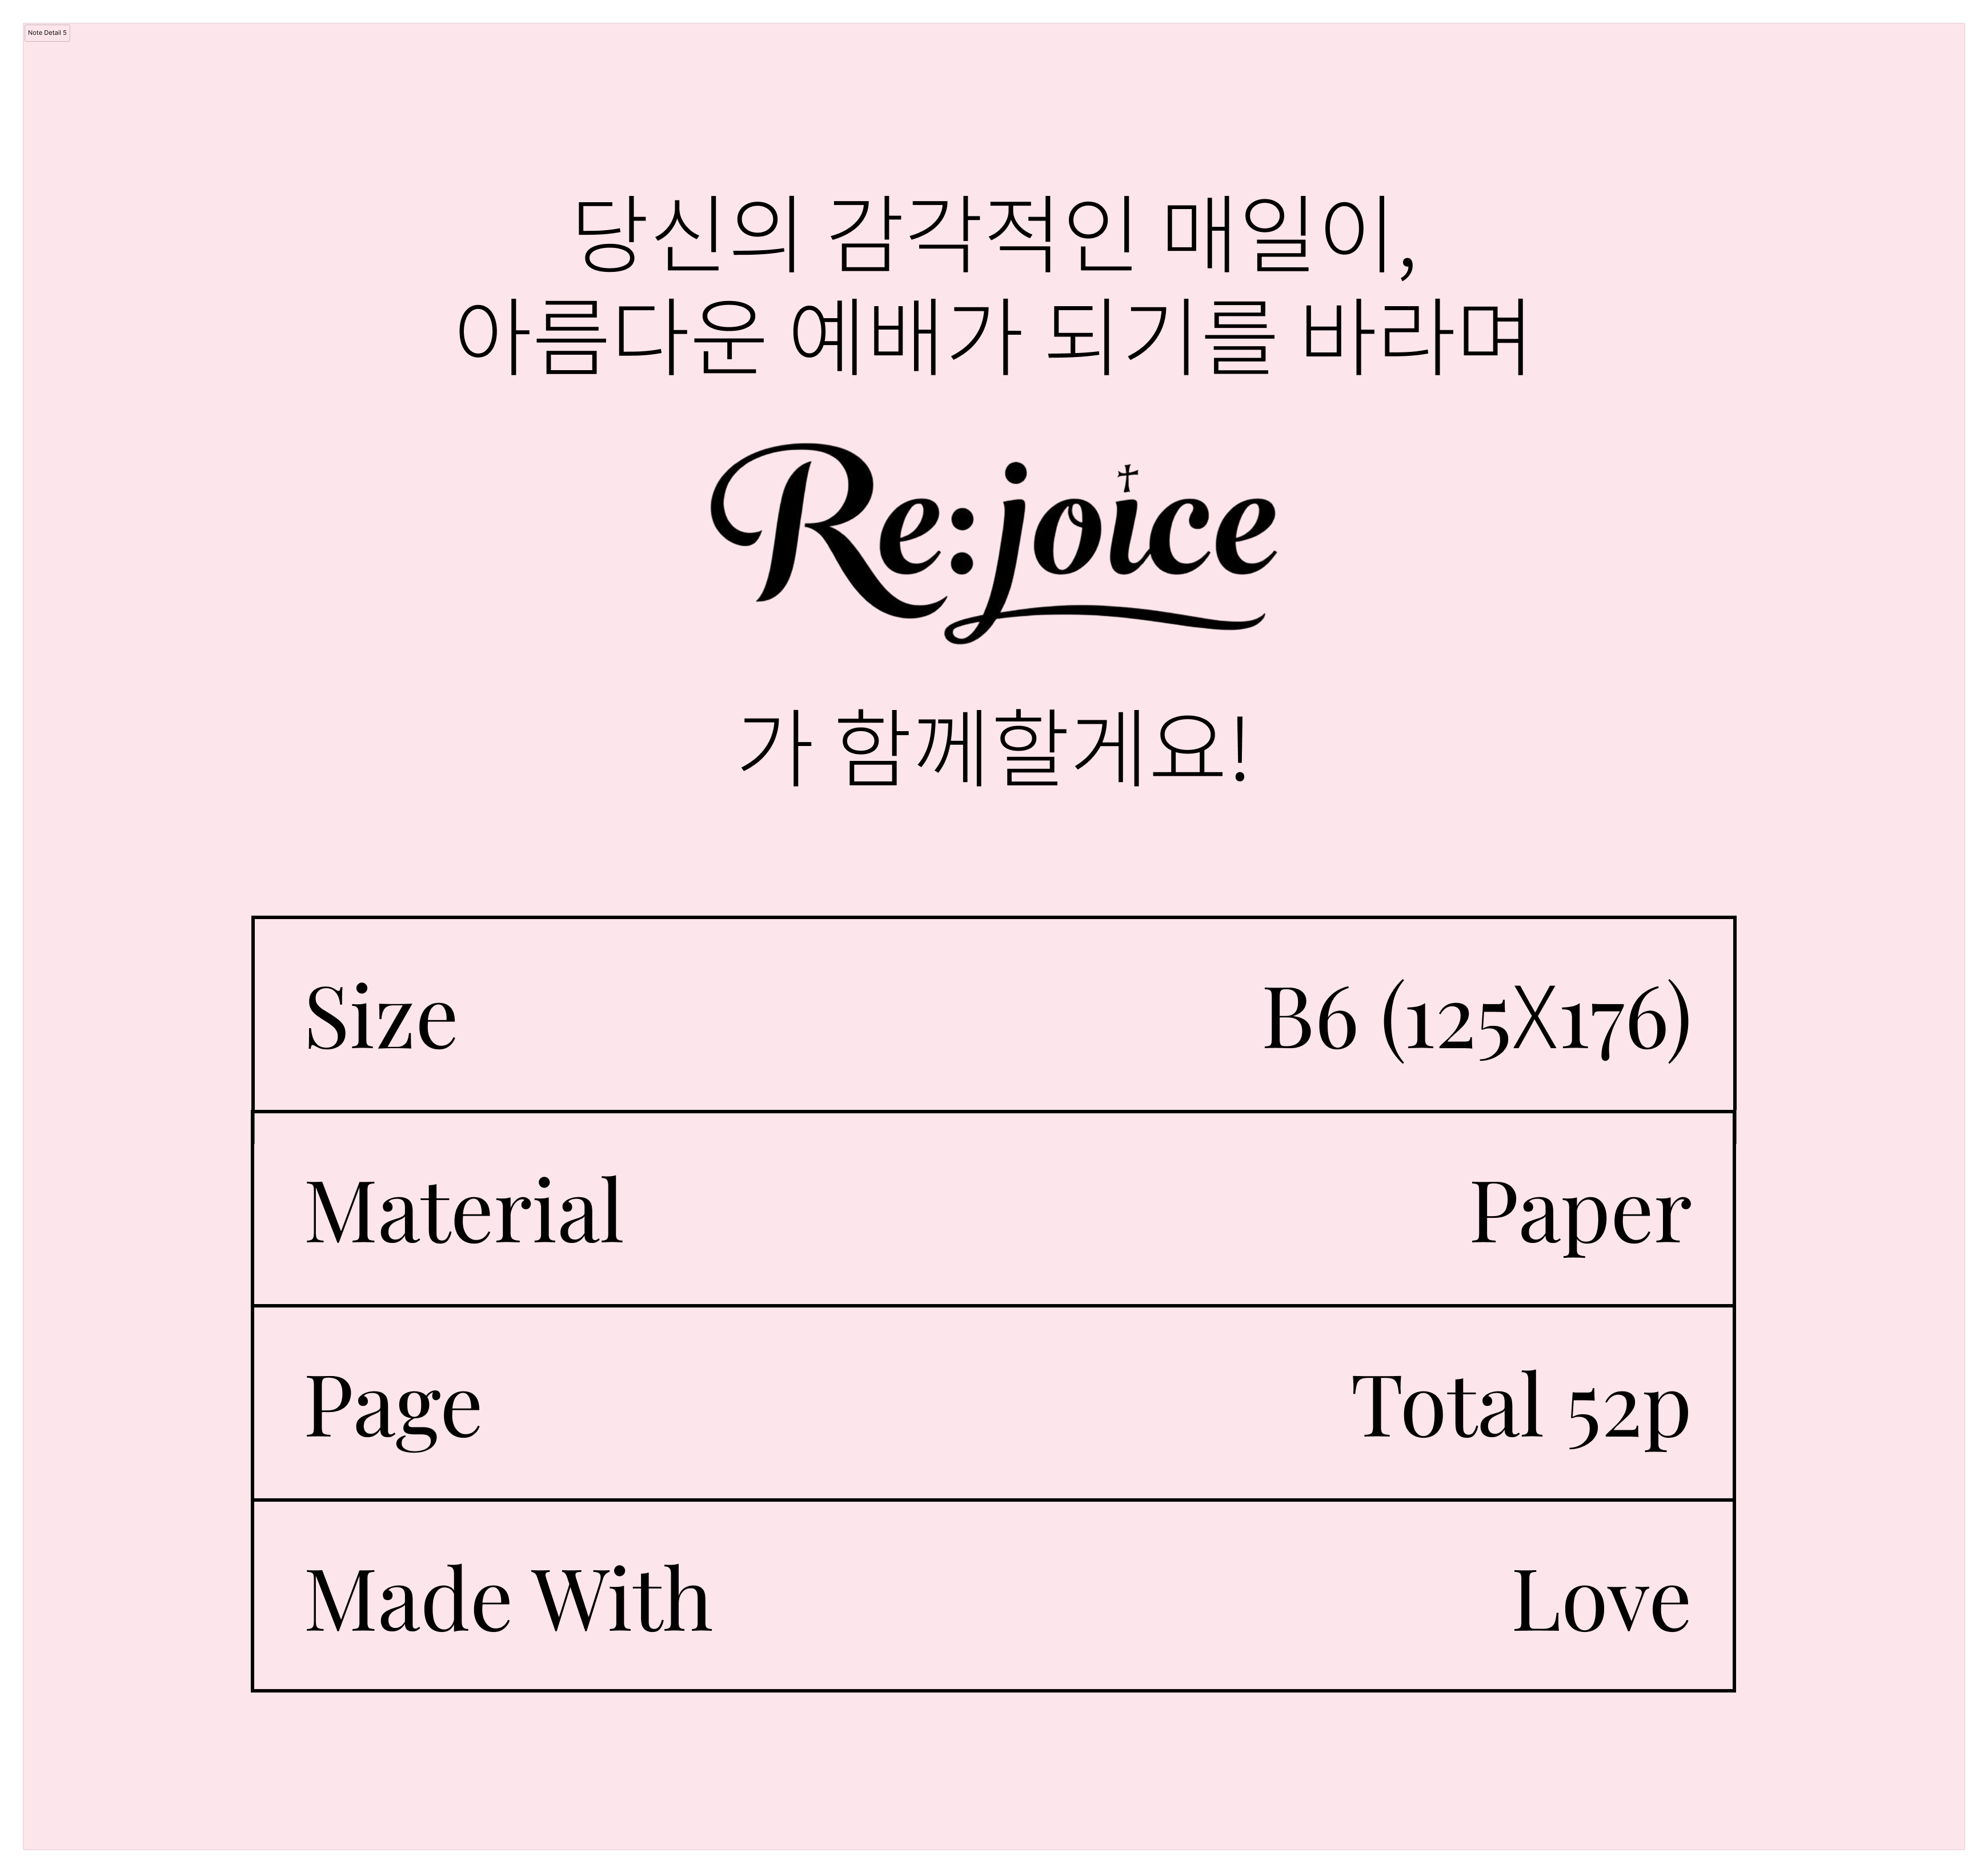 Note Detail 5
당신의 감각적인 매일이,
아름다운 예배가 되기를 바라며
Re:joice
가 함께할게요!
Size B6 (125X176)
Material Paper
Page Total 52p
Made With Love